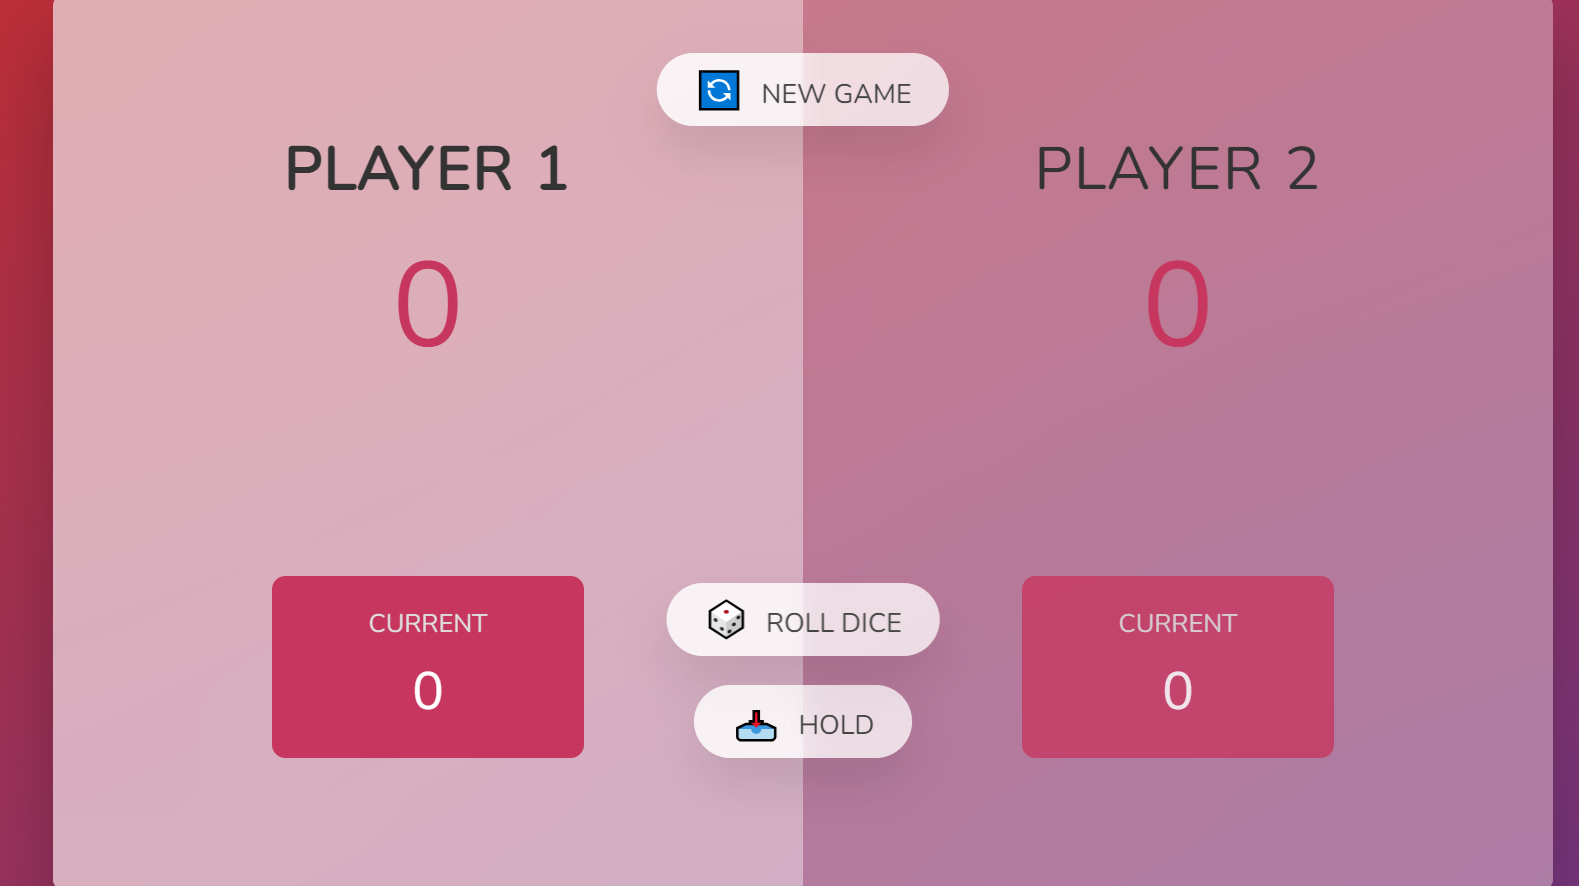 NEW GAME
PLAYER 1
0
CURRENT
0
PLAYER 2
0
CURRENT
0
ROLL DICE
HOLD